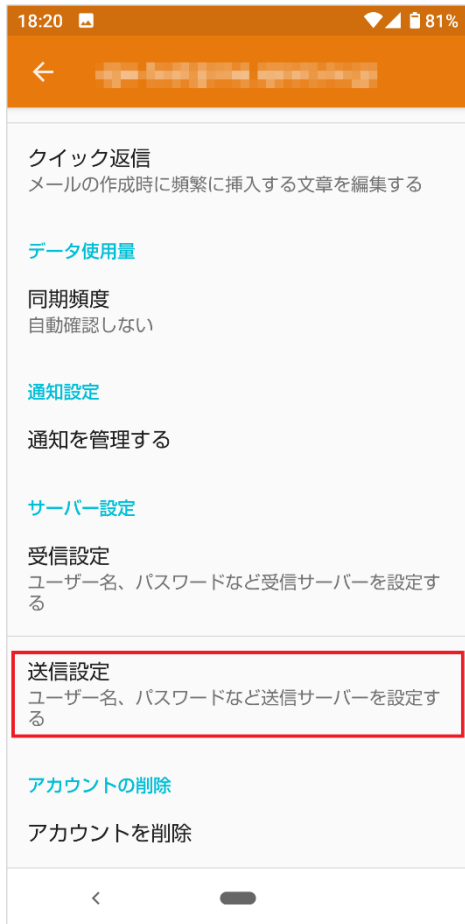 18:20 81%
クイック返信
メールの作成時に頻繁に挿入する文章を編集する
データ使用量
同期頻度
自動確認しない
通知設定
通知を管理する
サーバー設定
受信設定
ユーザー名、パスワードなど受信サーバーを設定す
る
送信設定
ユーザー名、パスワードなど送信サーバーを設定す
る
アカウントの削除
アカウントを削除